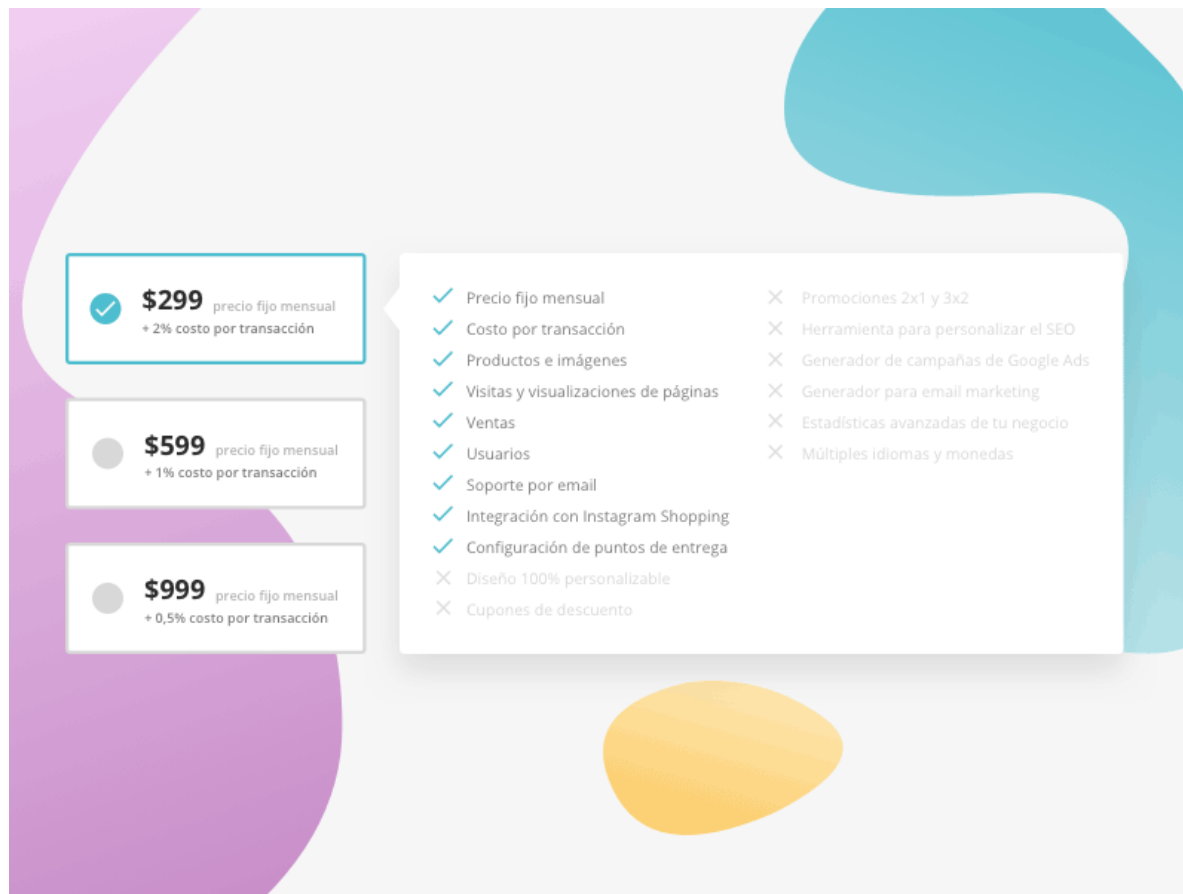 $299 precio fijo mensual
+ 2% costo por transacción
$599 precio fijo mensual
+ 1% costo por transacción
$999 precio fijo mensual
+ 0,5% costo por transacción
Precio fijo mensual
Costo por transacción
Productos e imágenes
Visitas y visualizaciones de páginas
Ventas
Usuarios
Soporte por email
Integración con Instagram Shopping
Configuración de puntos de entrega
Diseño 100% personalizable
Cupones de descuento
Promociones 2x1 y 3x2
Herramienta para personalizar el SEO
Generador de campañas de Google Ads
Generador para email marketing
Estadísticas avanzadas de tu negocio
Múltiples idiomas y monedas